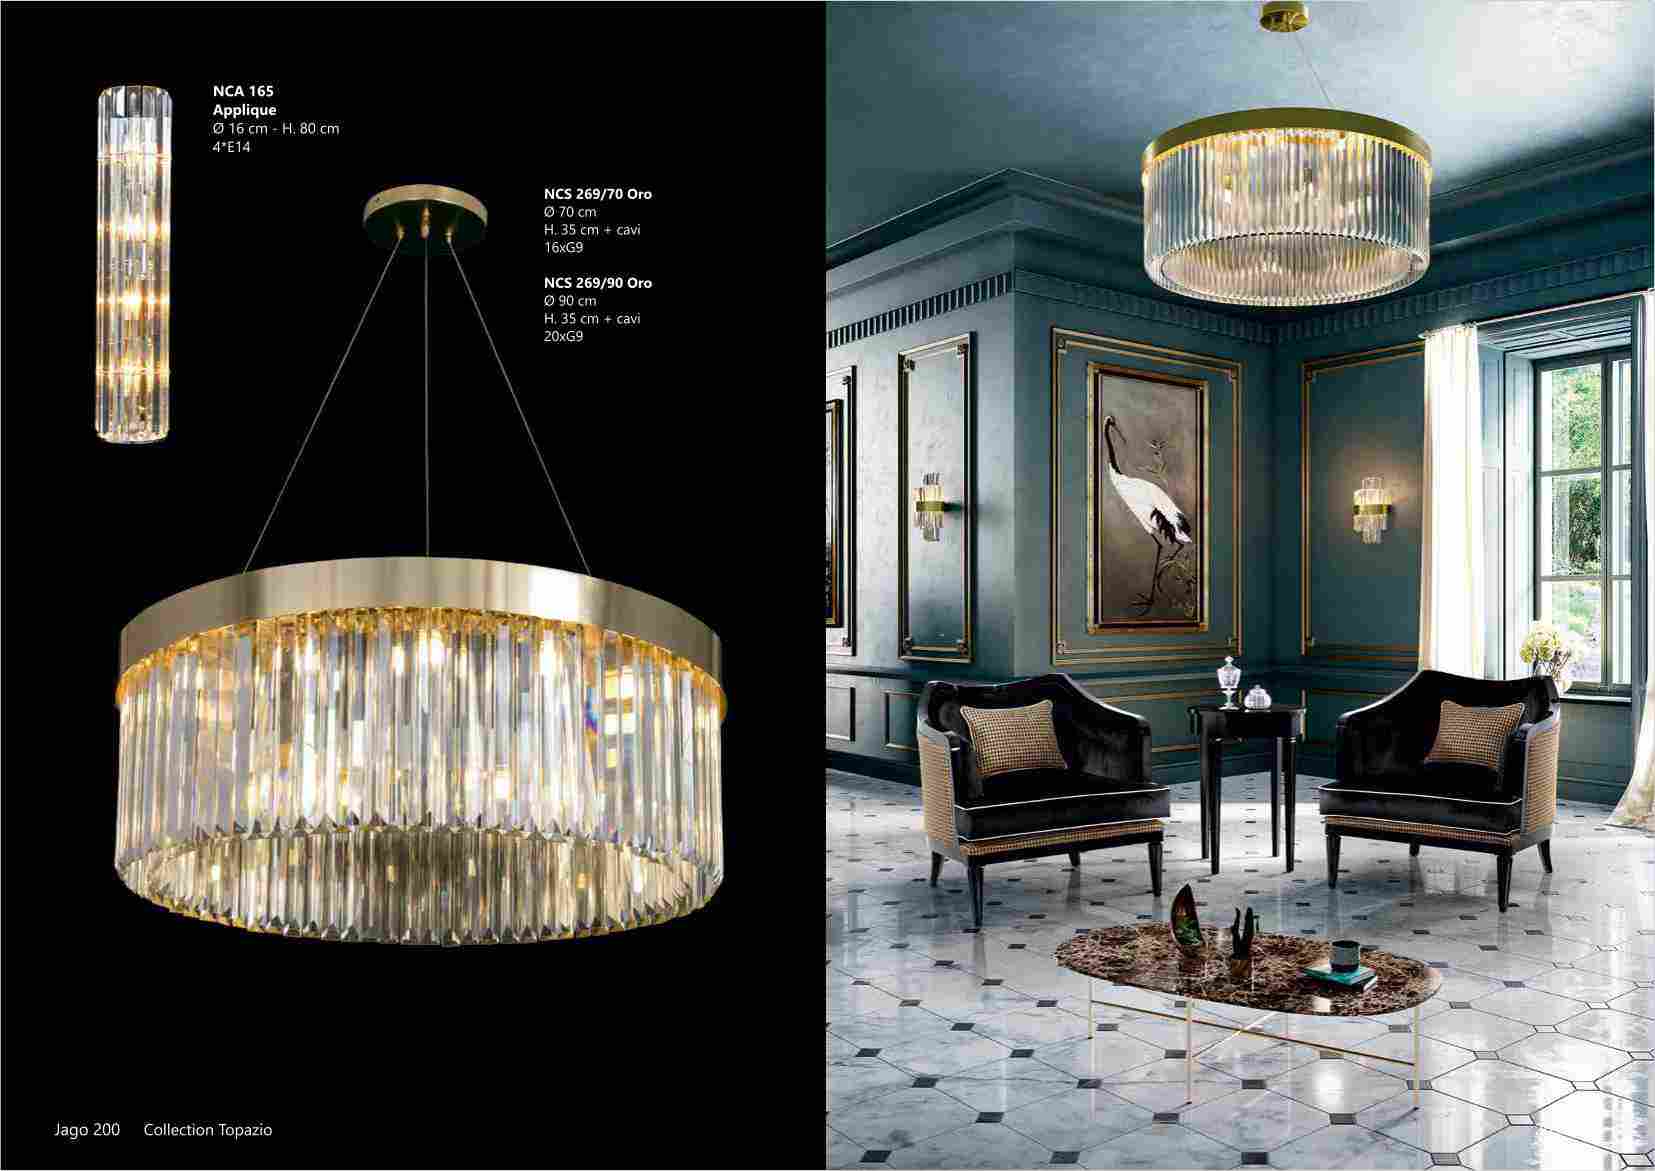 NCA 165
Applique
Ø 16 cm - H. 80 cm
4*E14
NCS 269/70 Oro
Ø 70 cm
H. 35 cm + cavi
16xG9
NCS 269/90 Oro
Ø 90 cm
H. 35 cm + cavi
20xG9
Jago 200 Collection Topazio